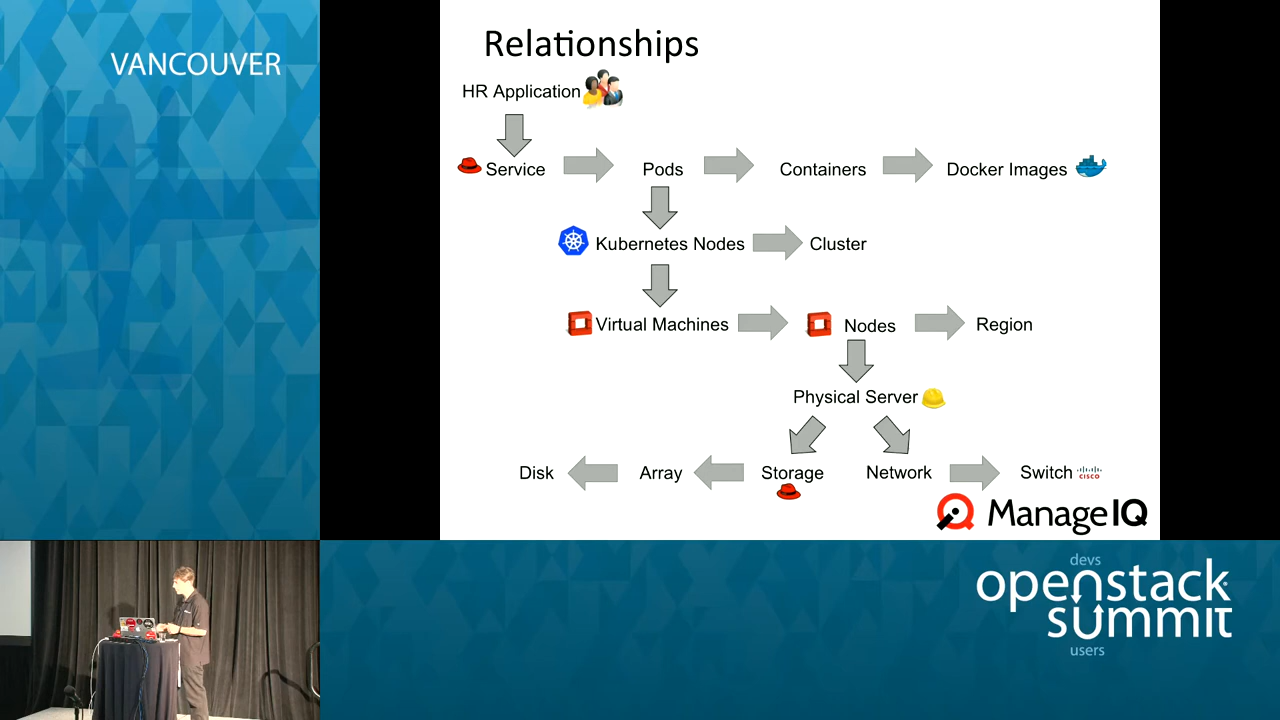 VANCOUVER
Relationships
HR Application
Service
Pods
Containers
Docker Images
Kubernetes Nodes
Cluster
Virtual Machines
Nodes
Region
Physical Server
Disk
Array
Storage
Network
Switch
CISCO
ManageIQ
devs
openstack
summit
users